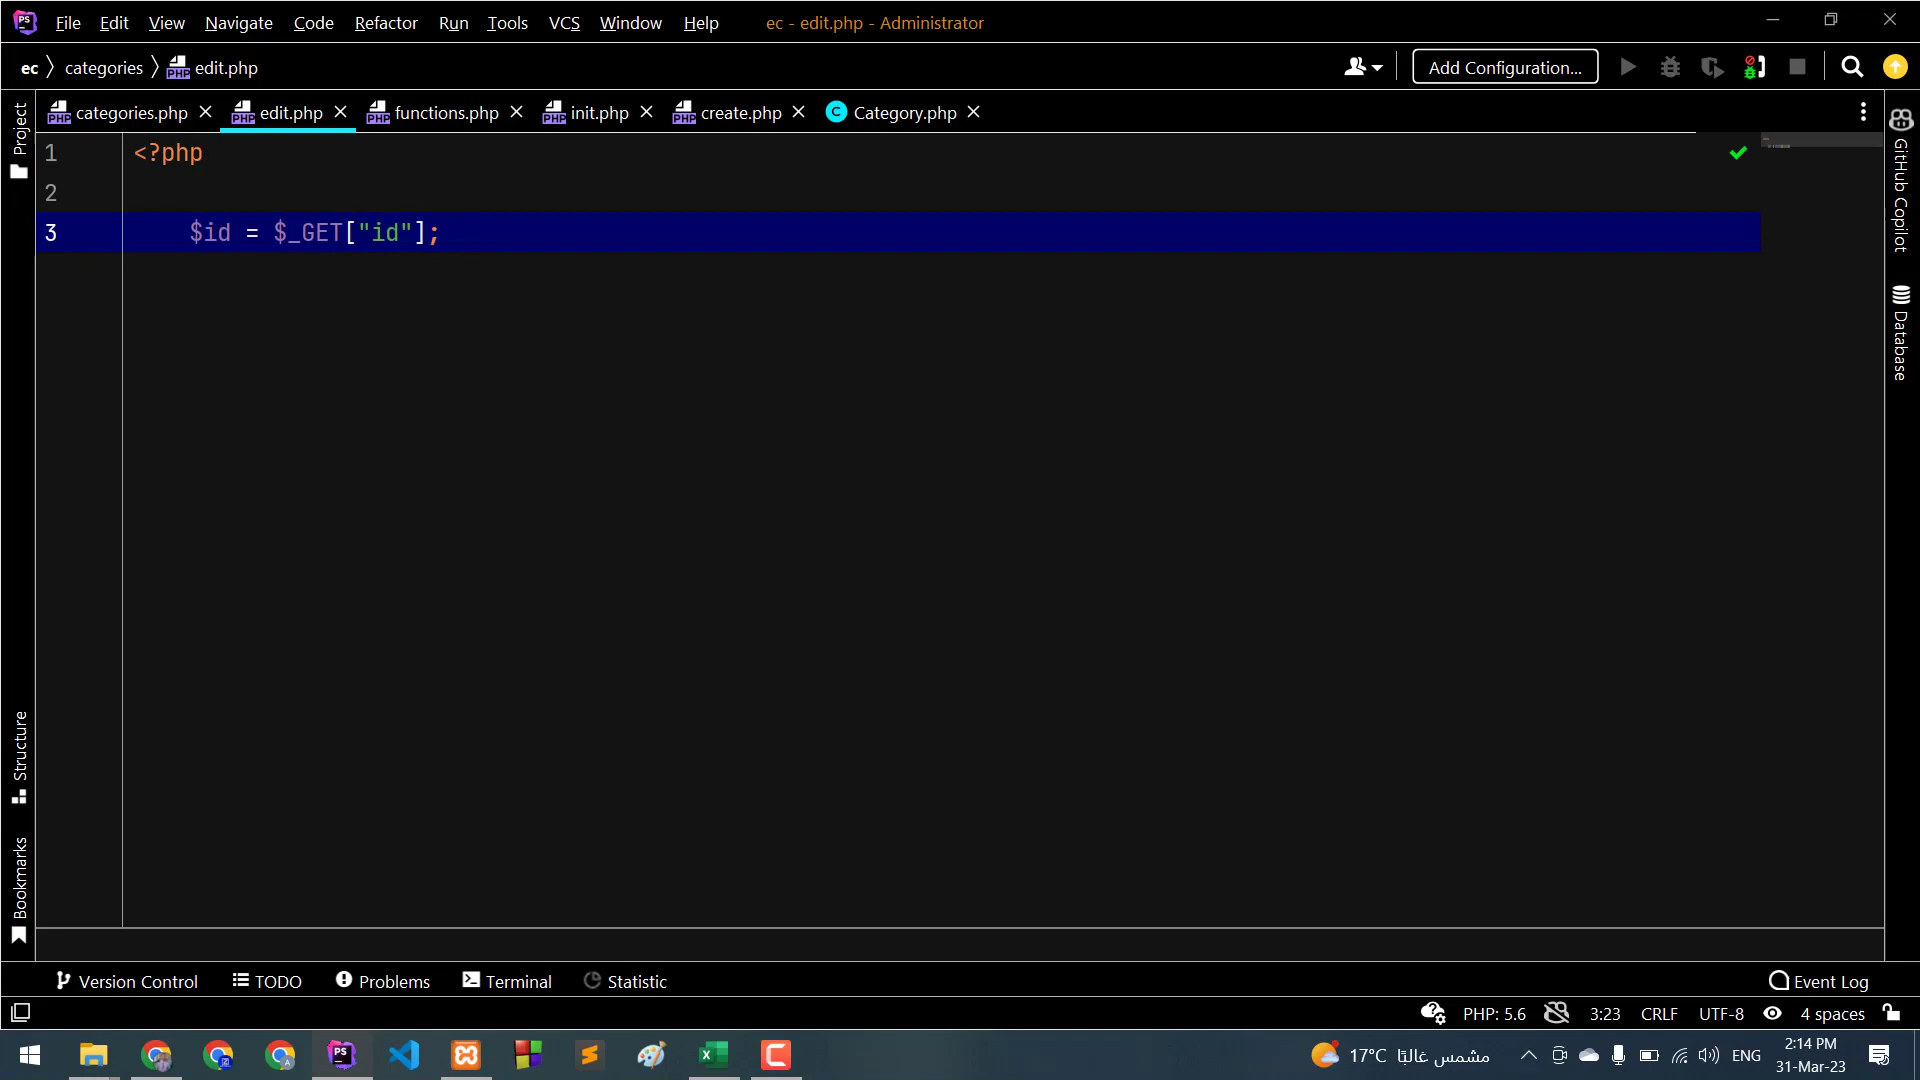 File Edit View Navigate Code Refactor Run Tools VCS Window Help ec - edit.php - Administrator
ec categories edit.php Add Configuration...
categories.php edit.php functions.php init.php create.php Category.php
1 <?php
2
3 $id = $_GET["id"];
Project
Structure
Bookmarks
GitHub Copilot
Database
Version Control TODO Problems Terminal Statistic Event Log
PHP: 5.6 3:23 CRLF UTF-8 4 spaces
17°C مشمس غالبًا ENG 2:14 PM
31-Mar-23